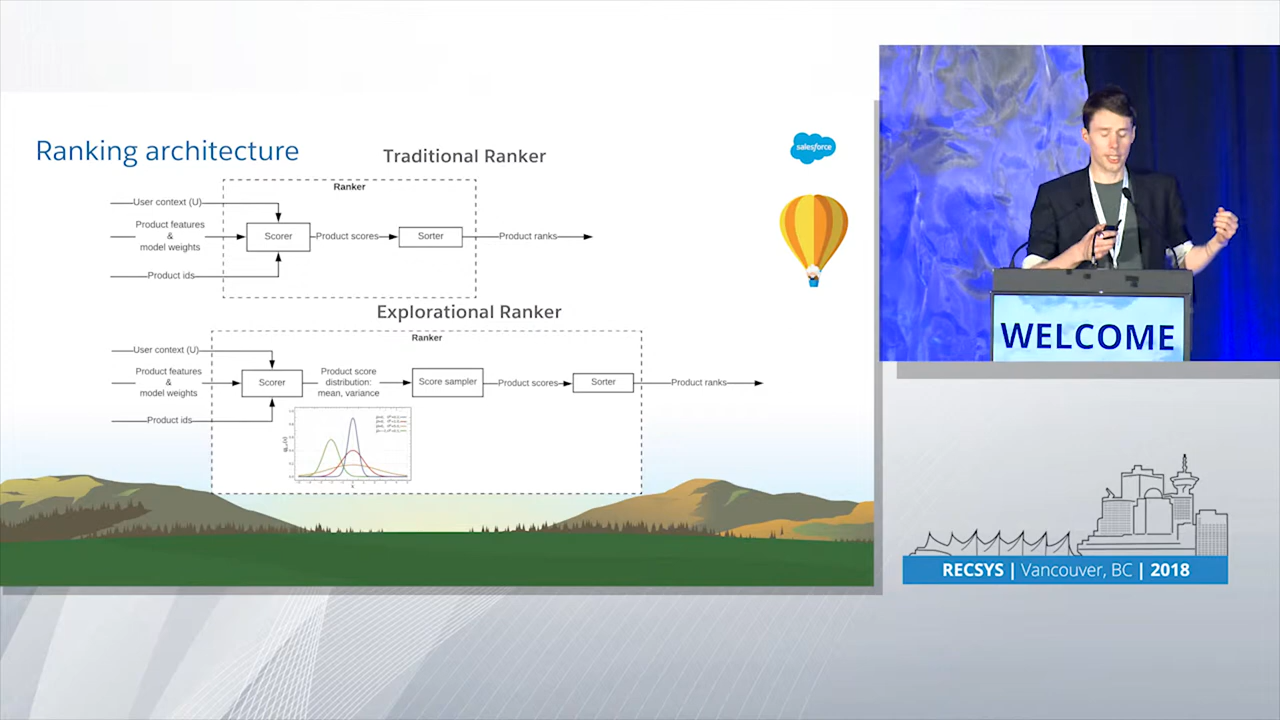 Ranking architecture
Traditional Ranker
salesforce
Ranker
User context (U)
Product features
&
model weights
Scorer
Product scores
Sorter
Product ranks
Product ids
Explorational Ranker
Ranker
User context (U)
Product features
&
model weights
Scorer
Product score
distribution:
mean, variance
Score sampler
Product scores
Sorter
Product ranks
Product ids
WELCOME
RECSYS | Vancouver, BC | 2018